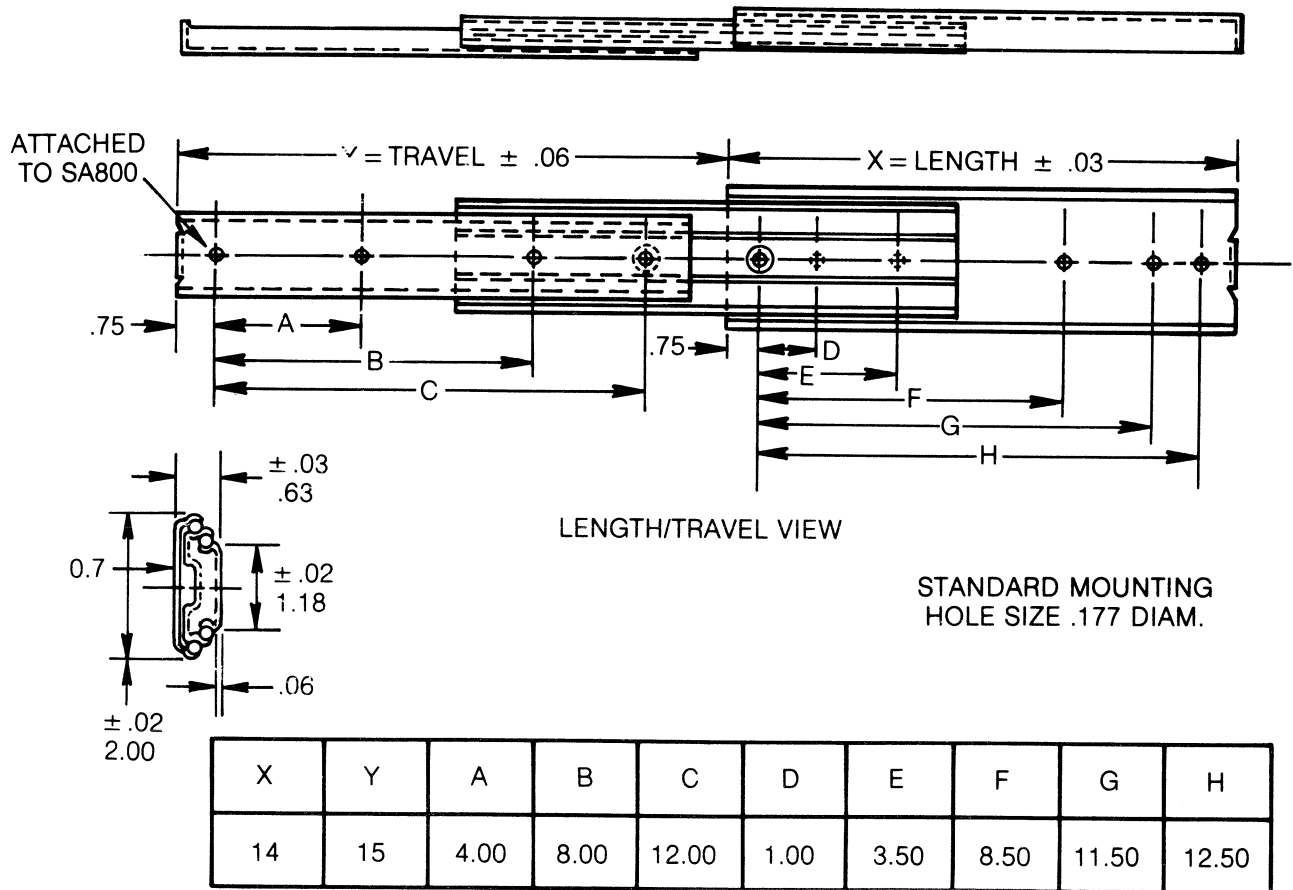 ATTACHED
TO SA800
Y = TRAVEL ± .06
X = LENGTH ± .03
.75
A
B
C
.75
D
E
F
G
H
± .03
.63
0.7
± .02
1.18
.06
± .02
2.00
LENGTH/TRAVEL VIEW
STANDARD MOUNTING
HOLE SIZE .177 DIAM.
X Y A B C D E F G H
14 15 4.00 8.00 12.00 1.00 3.50 8.50 11.50 12.50